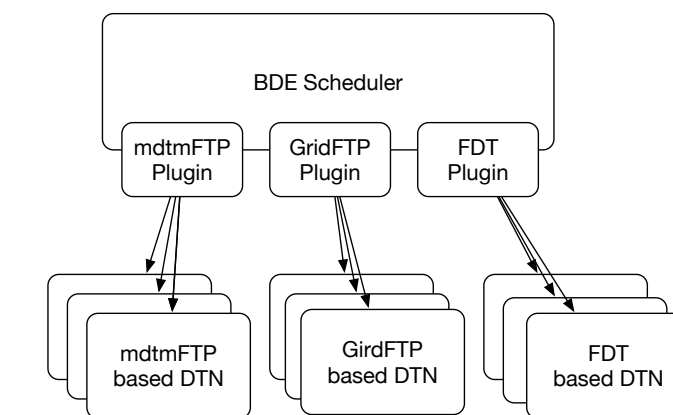 BDE Scheduler
mdtmFTP
Plugin
GridFTP
Plugin
FDT
Plugin
mdtmFTP
based DTN
GirdFTP
based DTN
FDT
based DTN